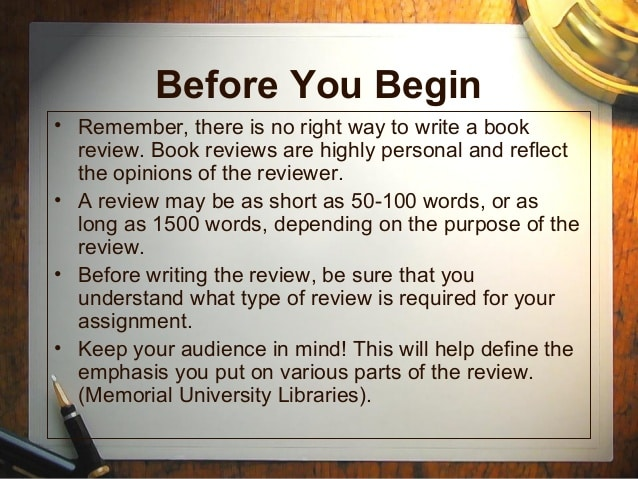 Before You Begin
• Remember, there is no right way to write a book
review. Book reviews are highly personal and reflect
the opinions of the reviewer.
• A review may be as short as 50-100 words, or as
long as 1500 words, depending on the purpose of the
review.
• Before writing the review, be sure that you
understand what type of review is required for your
assignment.
• Keep your audience in mind! This will help define the
emphasis you put on various parts of the review.
(Memorial University Libraries).